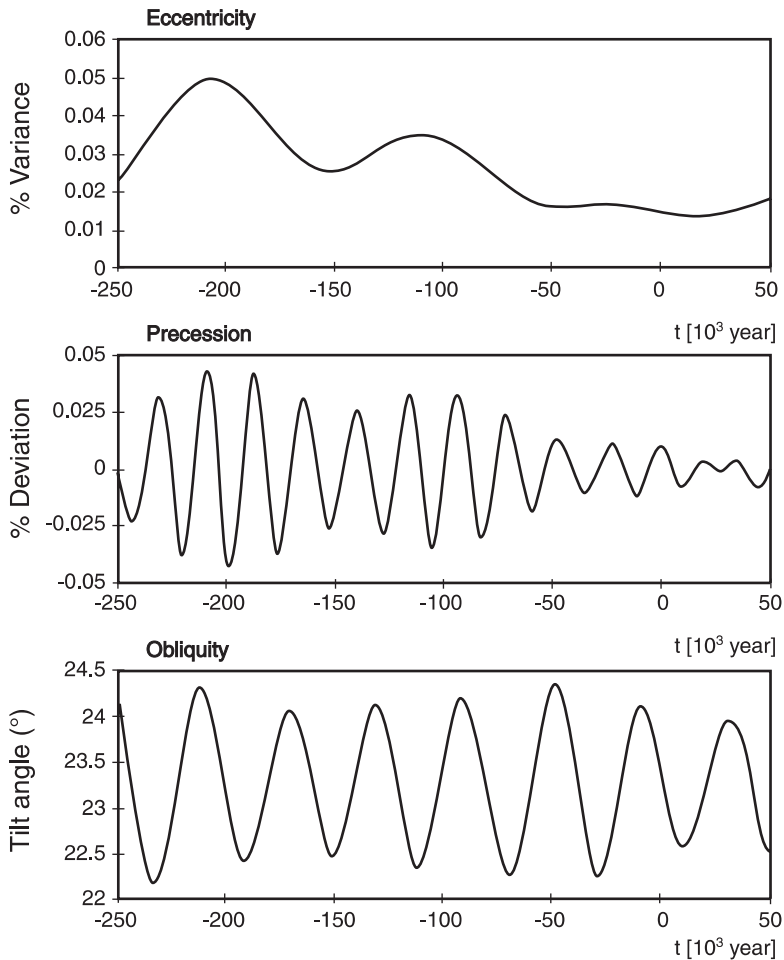 Eccentricity
% Variance
0.06
0.05
0.04
0.03
0.02
0.01
0
-250 -200 -150 -100 -50 0 50
t [10³ year]
Precession
% Deviation
0.05
0.025
0
-0.025
-0.05
-250 -200 -150 -100 -50 0 50
t [10³ year]
Obliquity
Tilt angle (°)
24.5
24
23.5
23
22.5
22
-250 -200 -150 -100 -50 0 50
t [10³ year]